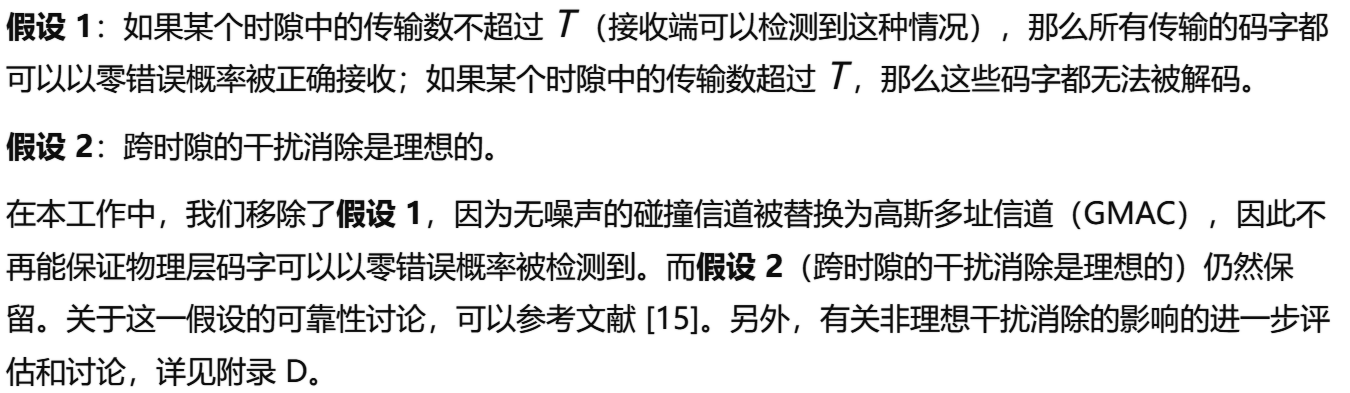 假设 1：如果某个时隙中的传输数不超过 T（接收端可以检测到这种情况），那么所有传输的码字都
可以以零错误概率被正确接收；如果某个时隙中的传输数超过 T，那么这些码字都无法被解码。
假设 2：跨时隙的干扰消除是理想的。
在本工作中，我们移除了假设 1，因为无噪声的碰撞信道被替换为高斯多址信道（GMAC），因此不
再能保证物理层码字可以以零错误概率被检测到。而假设 2（跨时隙的干扰消除是理想的）仍然保
留。关于这一假设的可靠性讨论，可以参考文献 [15]。另外，有关非理想干扰消除的影响的进一步评
估和讨论，详见附录 D。